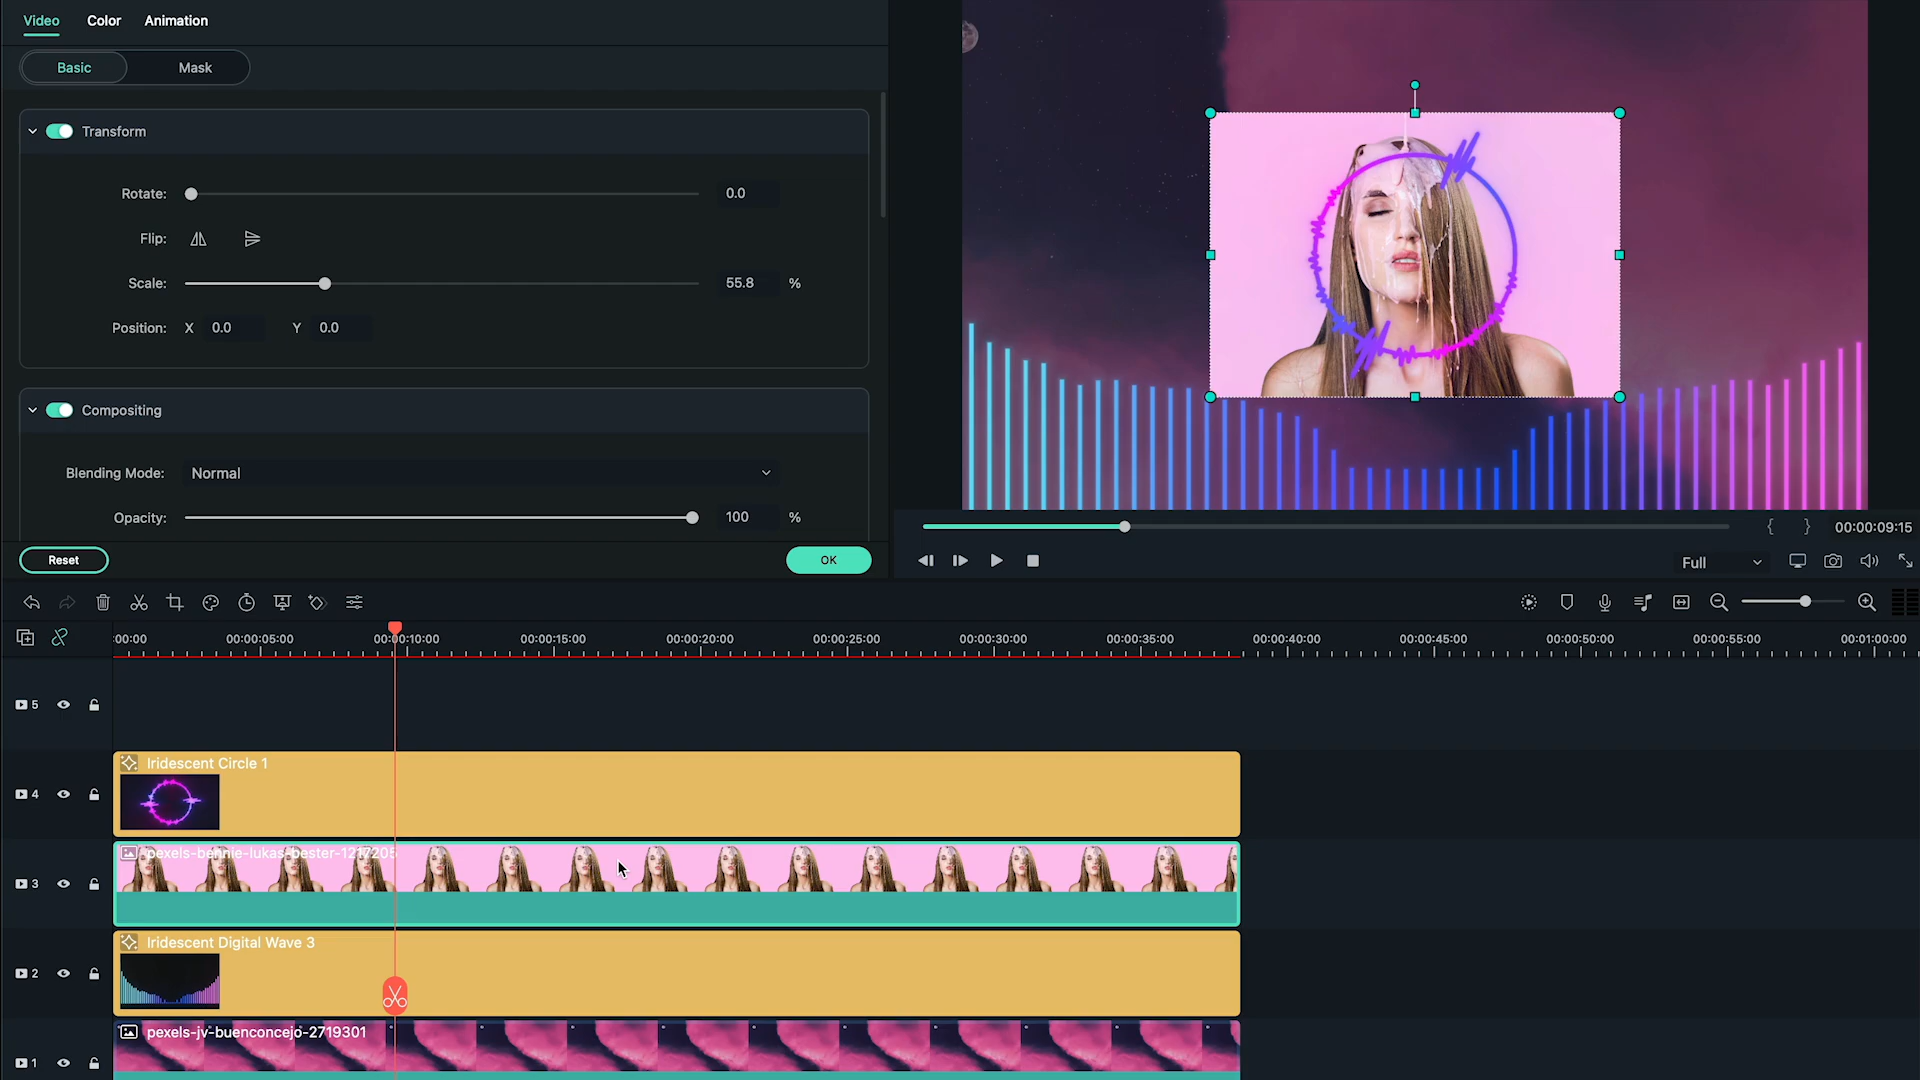 Video Color Animation
Basic Mask
Transform
Rotate: 0.0
Flip:
Scale: 55.8 %
Position: X 0.0 Y 0.0
Compositing
Blending Mode: Normal
Opacity: 100 %
Reset OK
{ } 00:00:09:15
Full
:00:00 00:00:05:00 00:00:10:00 00:00:15:00 00:00:20:00 00:00:25:00 00:00:30:00 00:00:35:00 00:00:40:00 00:00:45:00 00:00:50:00 00:00:55:00 00:01:00:00
5
Iridescent Circle 1
4
pexels-bennie-lukas-bester-1217205
3
Iridescent Digital Wave 3
2
pexels-jv-buenconcejo-2719301
1